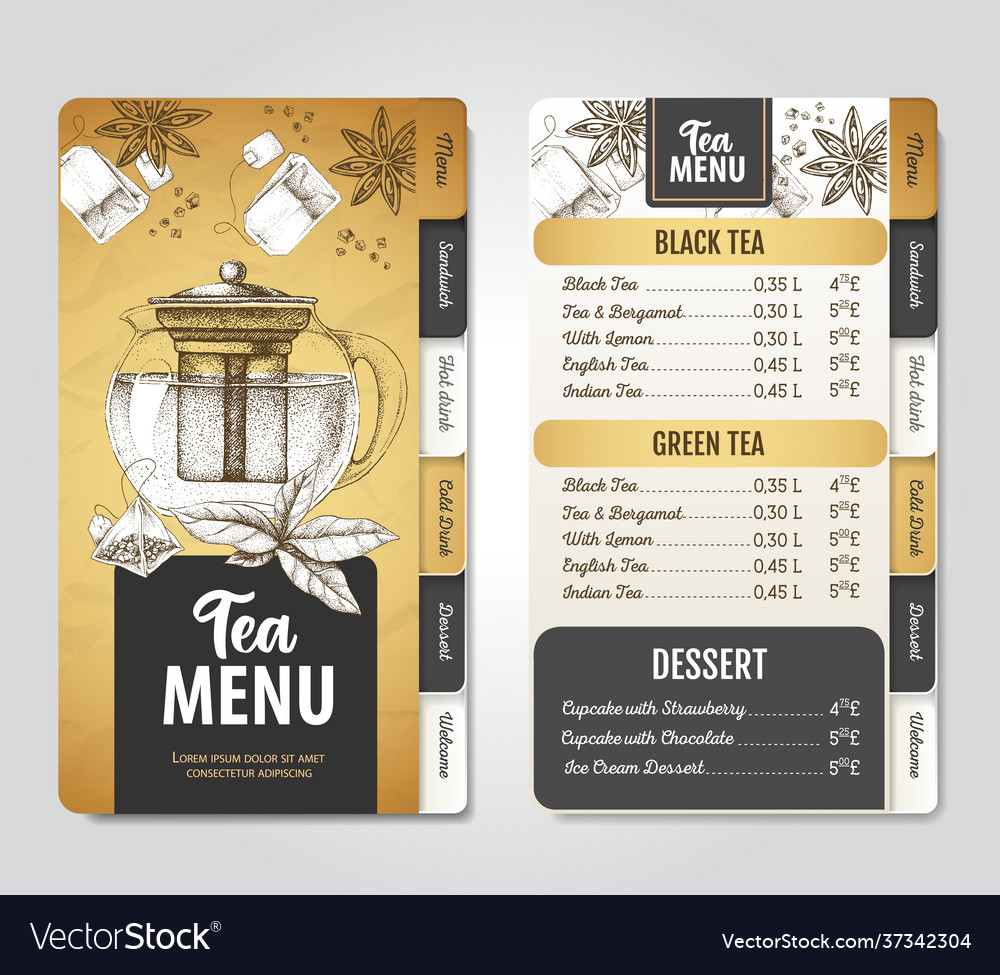 Menu
Sandwich
Hot drink
Cold Drink
Dessert
Welcome
Tea
MENU
LOREM IPSUM DOLOR SIT AMET
CONSECTETUR ADIPISCING
Tea
MENU
BLACK TEA
Black Tea 0,35 L 4 75 £
Tea & Bergamot 0,30 L 5 25 £
With Lemon 0,30 L 5 00 £
English Tea 0,45 L 5 25 £
Indian Tea 0,45 L 5 25 £
GREEN TEA
Black Tea 0,35 L 4 75 £
Tea & Bergamot 0,30 L 5 25 £
With Lemon 0,30 L 5 00 £
English Tea 0,45 L 5 25 £
Indian Tea 0,45 L 5 25 £
DESSERT
Cupcake with Strawberry 4 75 £
Cupcake with Chocolate 5 25 £
Ice Cream Dessert 5 00 £
Menu
Sandwich
Hot drink
Cold Drink
Dessert
Welcome
VectorStock®
VectorStock.com/37342304